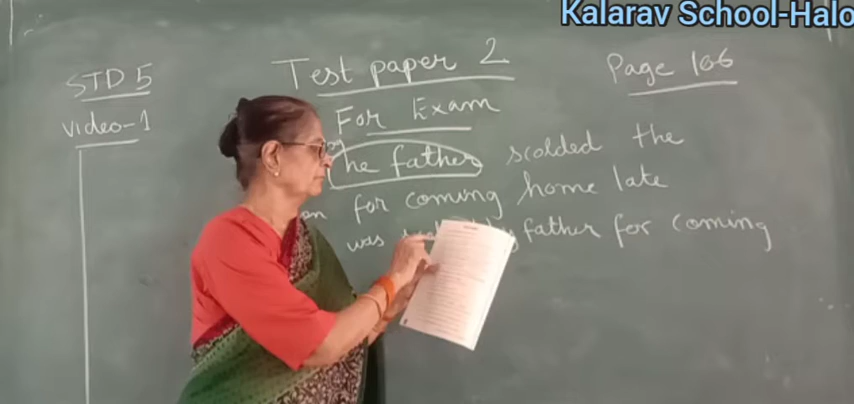 Kalarav School-Halo
STD 5
Test paper 2
Page 106
Video-1
For Exam
he father scolded the
for coming home late
was father for coming